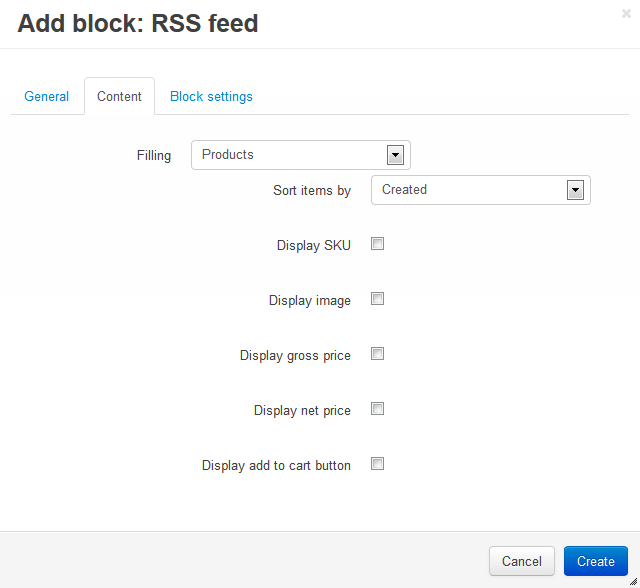 Add block: RSS feed
General Content Block settings
Filling Products
Sort items by Created
Display SKU
Display image
Display gross price
Display net price
Display add to cart button
Cancel Create